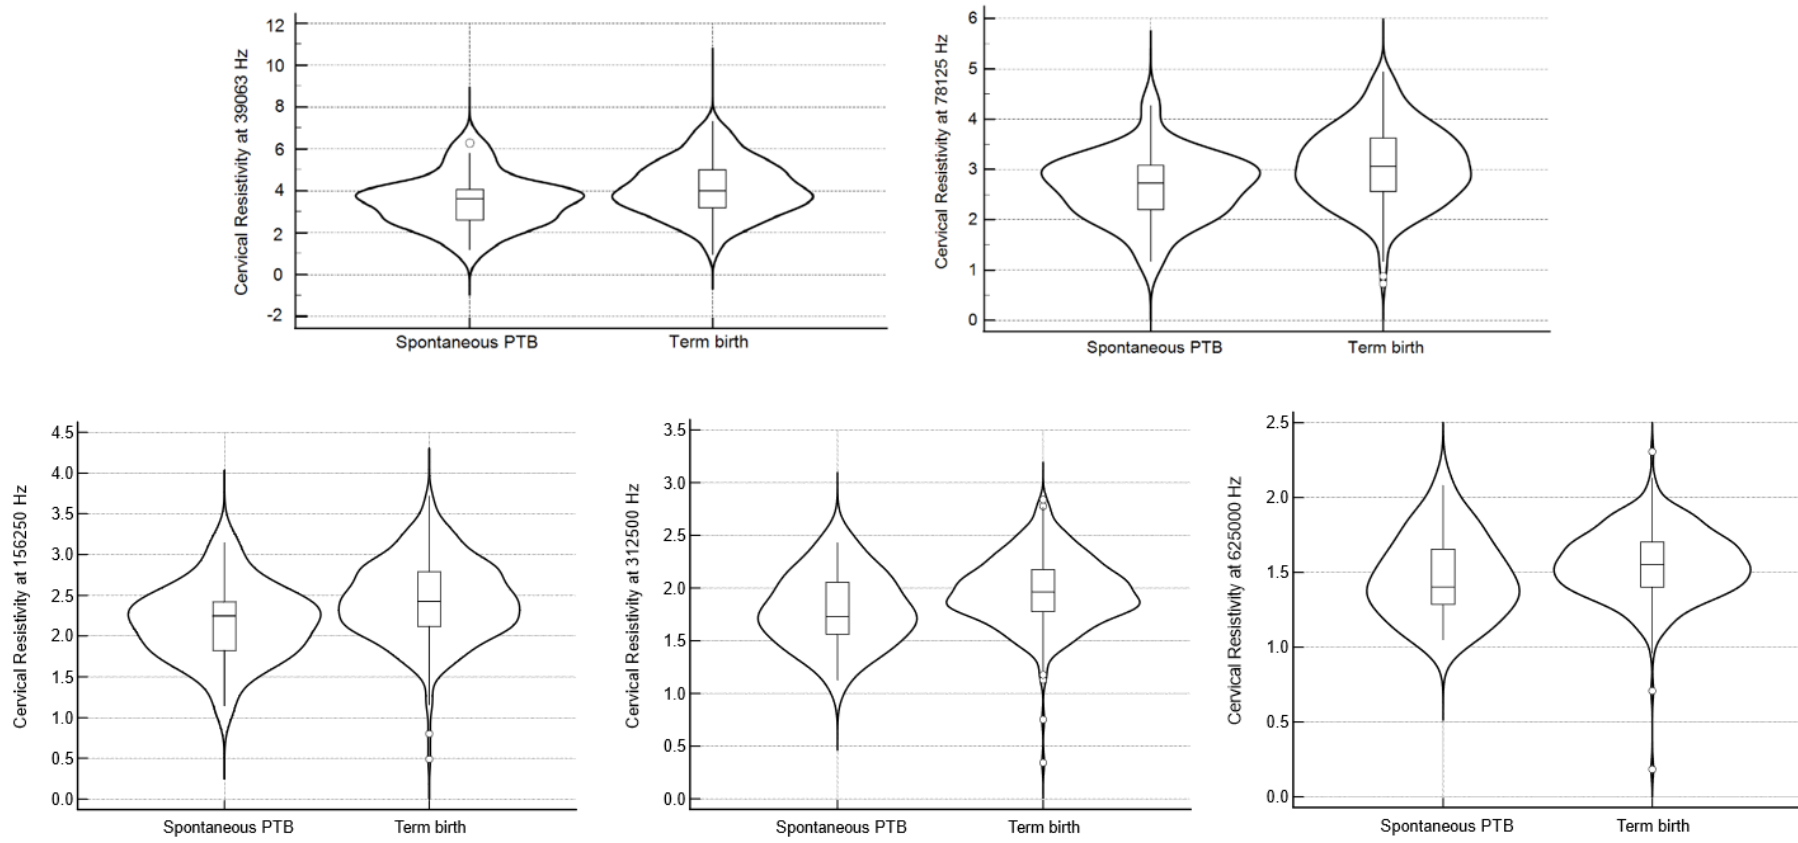 Cervical Resistivity at 39063 Hz
12
10
8
6
4
2
0
-2
Spontaneous PTB
Term birth
Cervical Resistivity at 78125 Hz
6
5
4
3
2
1
0
Spontaneous PTB
Term birth
Cervical Resistivity at 156250 Hz
4.5
4.0
3.5
3.0
2.5
2.0
1.5
1.0
0.5
0.0
Spontaneous PTB
Term birth
Cervical Resistivity at 312500 Hz
3.5
3.0
2.5
2.0
1.5
1.0
0.5
0.0
Spontaneous PTB
Term birth
Cervical Resistivity at 625000 Hz
2.5
2.0
1.5
1.0
0.5
0.0
Spontaneous PTB
Term birth